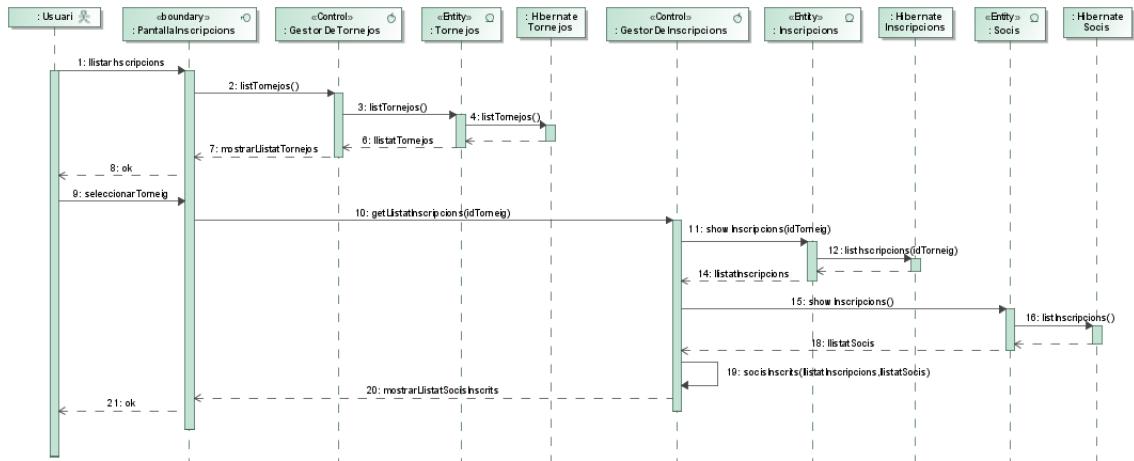 : Usuari
«boundary»
: PantallaInscripcions
«Control»
: GestorDeTornejos
«Entity»
: Tornejos
: Hibernate
Tornejos
«Control»
: GestorDeInscripcions
«Entity»
: Inscripcions
: Hibernate
Inscripcions
«Entity»
: Socis
: Hibernate
Socis
1: llistarInscripcions
2: listTornejos()
3: listTornejos()
4: listTornejos()
6: llistatTornejos
7: mostrarLlistatTornejos
8: ok
9: seleccionarTorneig
10: getLlistatInscripcions(idTorneig)
11: showInscripcions(idTorneig)
12: listInscripcions(idTorneig)
14: llistatInscripcions
15: showInscripcions()
16: listInscripcions()
18: llistatSocis
19: socisInscrits(llistatInscripcions,llistatSocis)
20: mostrarLlistatSocisInscrits
21: ok